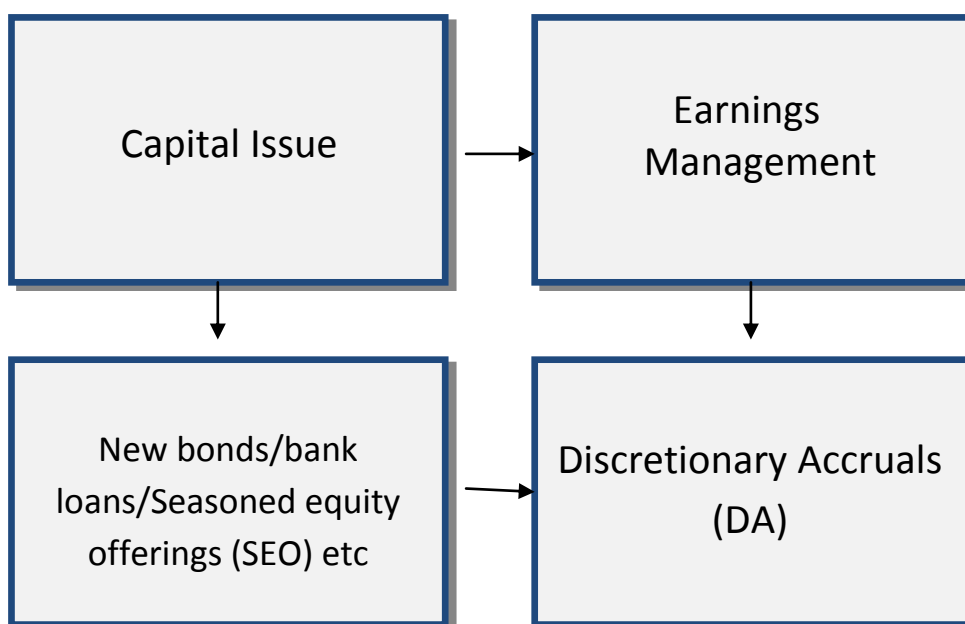 Capital Issue
Earnings
Management
New bonds/bank
loans/Seasoned equity
offerings (SEO) etc
Discretionary Accruals
(DA)